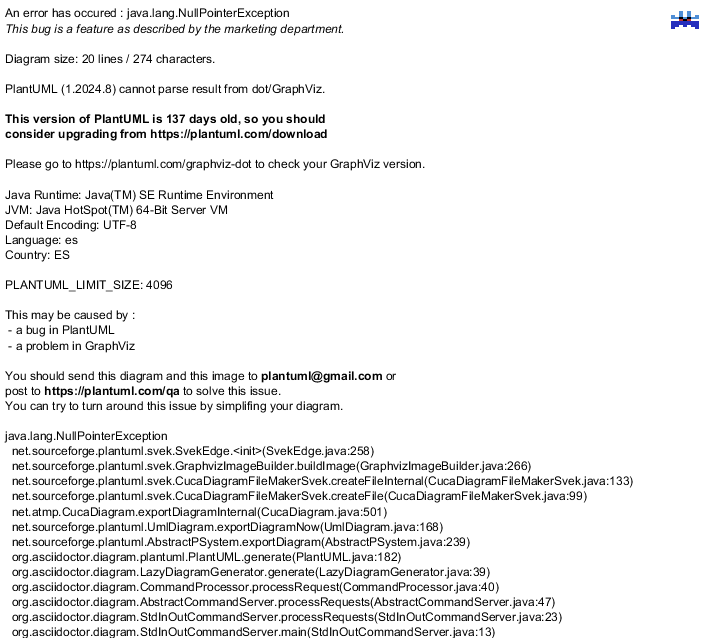 An error has occured : java.lang.NullPointerException
This bug is a feature as described by the marketing department.
Diagram size: 20 lines / 274 characters.
PlantUML (1.2024.8) cannot parse result from dot/GraphViz.
This version of PlantUML is 137 days old, so you should
consider upgrading from https://plantuml.com/download
Please go to https://plantuml.com/graphviz-dot to check your GraphViz version.
Java Runtime: Java(TM) SE Runtime Environment
JVM: Java HotSpot(TM) 64-Bit Server VM
Default Encoding: UTF-8
Language: es
Country: ES
PLANTUML_LIMIT_SIZE: 4096
This may be caused by :
- a bug in PlantUML
- a problem in GraphViz
You should send this diagram and this image to plantuml@gmail.com or
post to https://plantuml.com/qa to solve this issue.
You can try to turn around this issue by simplifing your diagram.
java.lang.NullPointerException
net.sourceforge.plantuml.svek.SvekEdge.<init>(SvekEdge.java:258)
net.sourceforge.plantuml.svek.GraphvizImageBuilder.buildImage(GraphvizImageBuilder.java:266)
net.sourceforge.plantuml.svek.CucaDiagramFileMakerSvek.createFileInternal(CucaDiagramFileMakerSvek.java:133)
net.sourceforge.plantuml.svek.CucaDiagramFileMakerSvek.createFile(CucaDiagramFileMakerSvek.java:99)
net.atmp.CucaDiagram.exportDiagramInternal(CucaDiagram.java:501)
net.sourceforge.plantuml.UmlDiagram.exportDiagramNow(UmlDiagram.java:168)
net.sourceforge.plantuml.AbstractPSystem.exportDiagram(AbstractPSystem.java:239)
org.asciidoctor.diagram.plantuml.PlantUML.generate(PlantUML.java:182)
org.asciidoctor.diagram.LazyDiagramGenerator.generate(LazyDiagramGenerator.java:39)
org.asciidoctor.diagram.CommandProcessor.processRequest(CommandProcessor.java:40)
org.asciidoctor.diagram.AbstractCommandServer.processRequests(AbstractCommandServer.java:47)
org.asciidoctor.diagram.StdInOutCommandServer.processRequests(StdInOutCommandServer.java:23)
org.asciidoctor.diagram.StdInOutCommandServer.main(StdInOutCommandServer.java:13)